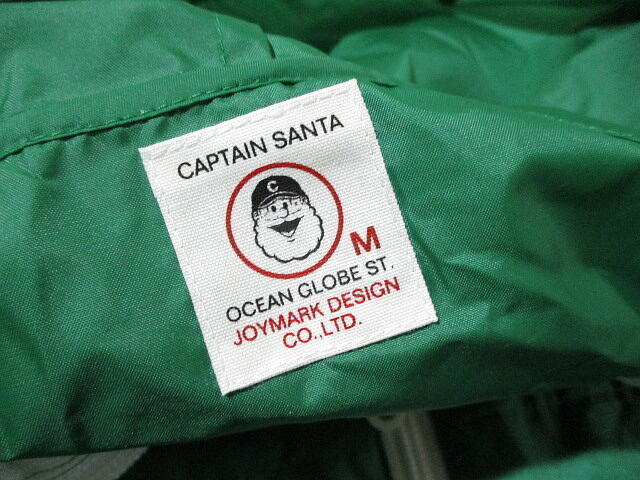 CAPTAIN SANTA
C
M
OCEAN GLOBE ST.
JOYMARK DESIGN
CO.,LTD.